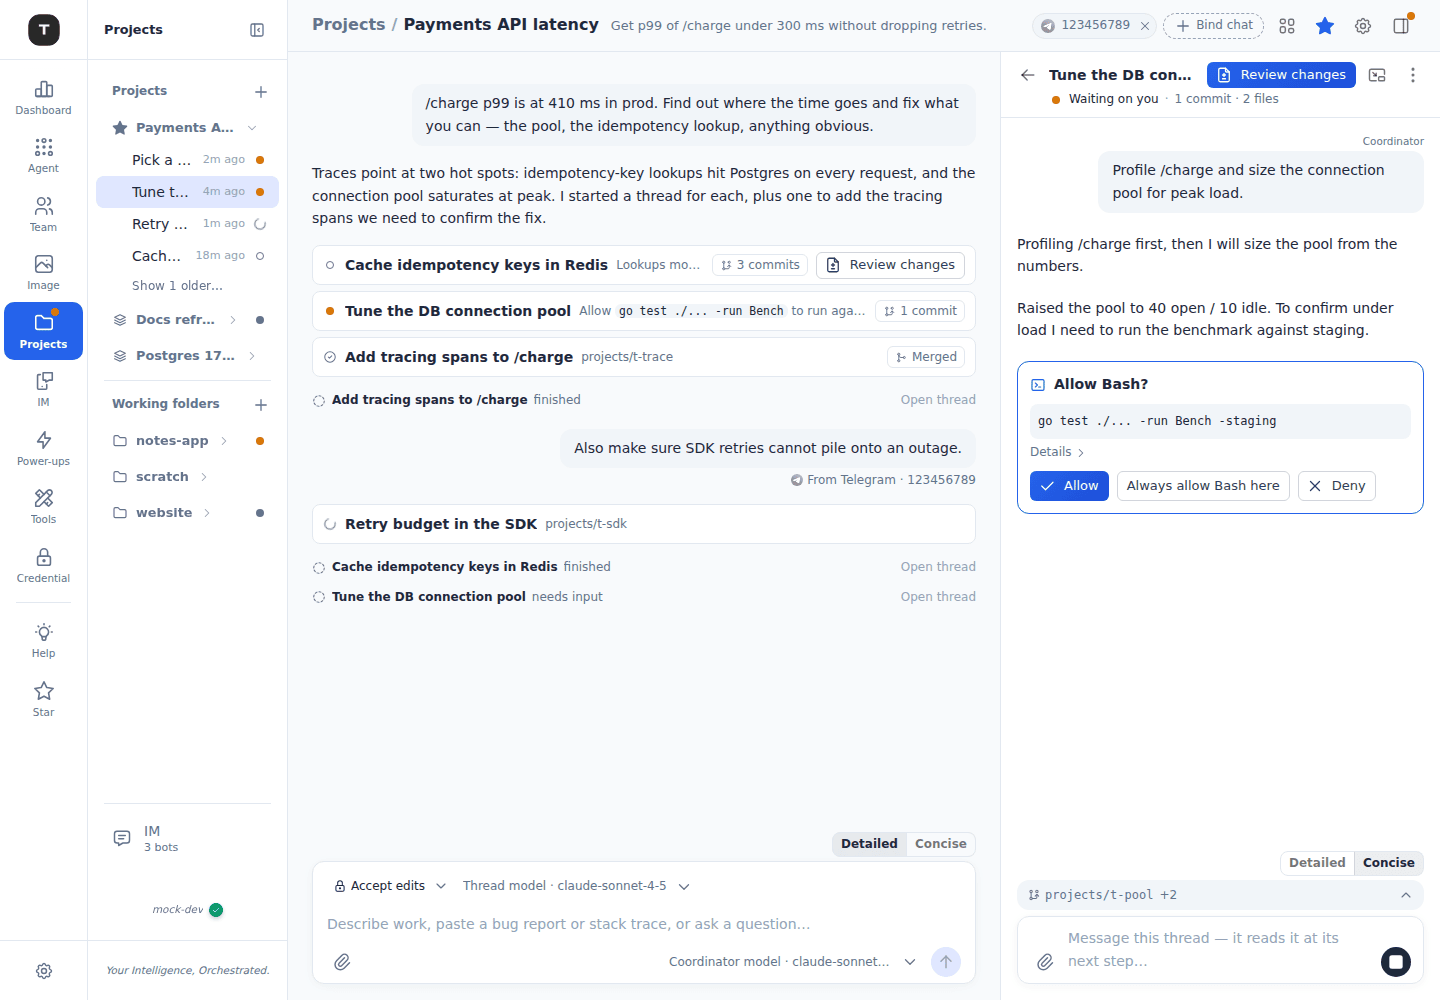 T
Dashboard
Agent
Team
Image
Projects
IM
Power-ups
Tools
Credential
Help
Star
Projects
Projects
Payments A...
Pick a ... 2m ago
Tune t... 4m ago
Retry ... 1m ago
Cach... 18m ago
Show 1 older...
Docs refr...
Postgres 17...
Working folders
notes-app
scratch
website
IM
3 bots
mock-dev
Your Intelligence, Orchestrated.
Projects / Payments API latency Get p99 of /charge under 300 ms without dropping retries.
123456789
Bind chat
/charge p99 is at 410 ms in prod. Find out where the time goes and fix what
you can — the pool, the idempotency lookup, anything obvious.
Traces point at two hot spots: idempotency-key lookups hit Postgres on every request, and the
connection pool saturates at peak. I started a thread for each, plus one to add the tracing
spans we need to confirm the fix.
Cache idempotency keys in Redis Lookups mo... 3 commits Review changes
Tune the DB connection pool Allow go test ./... -run Bench to run aga... 1 commit
Add tracing spans to /charge projects/t-trace Merged
Add tracing spans to /charge finished Open thread
Also make sure SDK retries cannot pile onto an outage.
From Telegram · 123456789
Retry budget in the SDK projects/t-sdk
Cache idempotency keys in Redis finished Open thread
Tune the DB connection pool needs input Open thread
Detailed Concise
Accept edits Thread model · claude-sonnet-4-5
Describe work, paste a bug report or stack trace, or ask a question...
Coordinator model · claude-sonnet...
Tune the DB con... Review changes
Waiting on you · 1 commit · 2 files
Coordinator
Profile /charge and size the connection
pool for peak load.
Profiling /charge first, then I will size the pool from the
numbers.
Raised the pool to 40 open / 10 idle. To confirm under
load I need to run the benchmark against staging.
Allow Bash?
go test ./... -run Bench -staging
Details
Allow Always allow Bash here Deny
Detailed Concise
projects/t-pool +2
Message this thread — it reads it at its
next step...